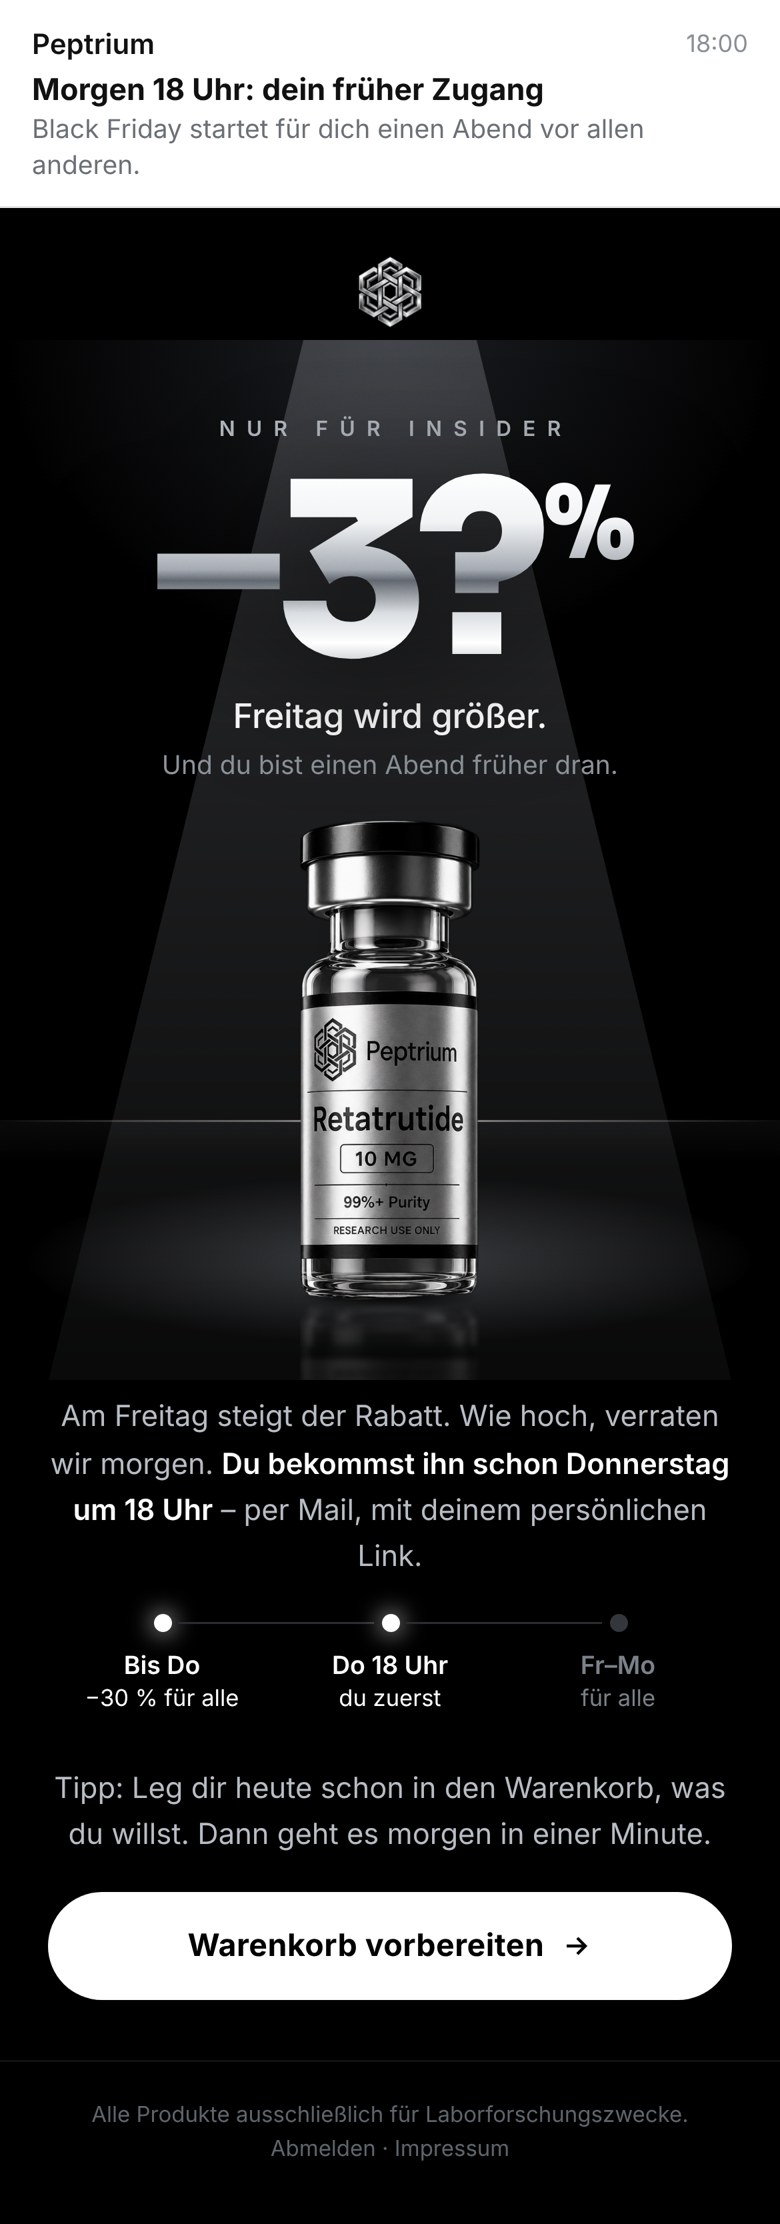 Peptrium
18:00
Morgen 18 Uhr: dein früher Zugang
Black Friday startet für dich einen Abend vor allen
anderen.
NUR FÜR INSIDER
–3?%
Freitag wird größer.
Und du bist einen Abend früher dran.
Peptrium
Retatrutide
10 MG
99%+ Purity
RESEARCH USE ONLY
Am Freitag steigt der Rabatt. Wie hoch, verraten
wir morgen. Du bekommst ihn schon Donnerstag
um 18 Uhr – per Mail, mit deinem persönlichen
Link.
Bis Do
−30 % für alle
Do 18 Uhr
du zuerst
Fr–Mo
für alle
Tipp: Leg dir heute schon in den Warenkorb, was
du willst. Dann geht es morgen in einer Minute.
Warenkorb vorbereiten →
Alle Produkte ausschließlich für Laborforschungszwecke.
Abmelden · Impressum